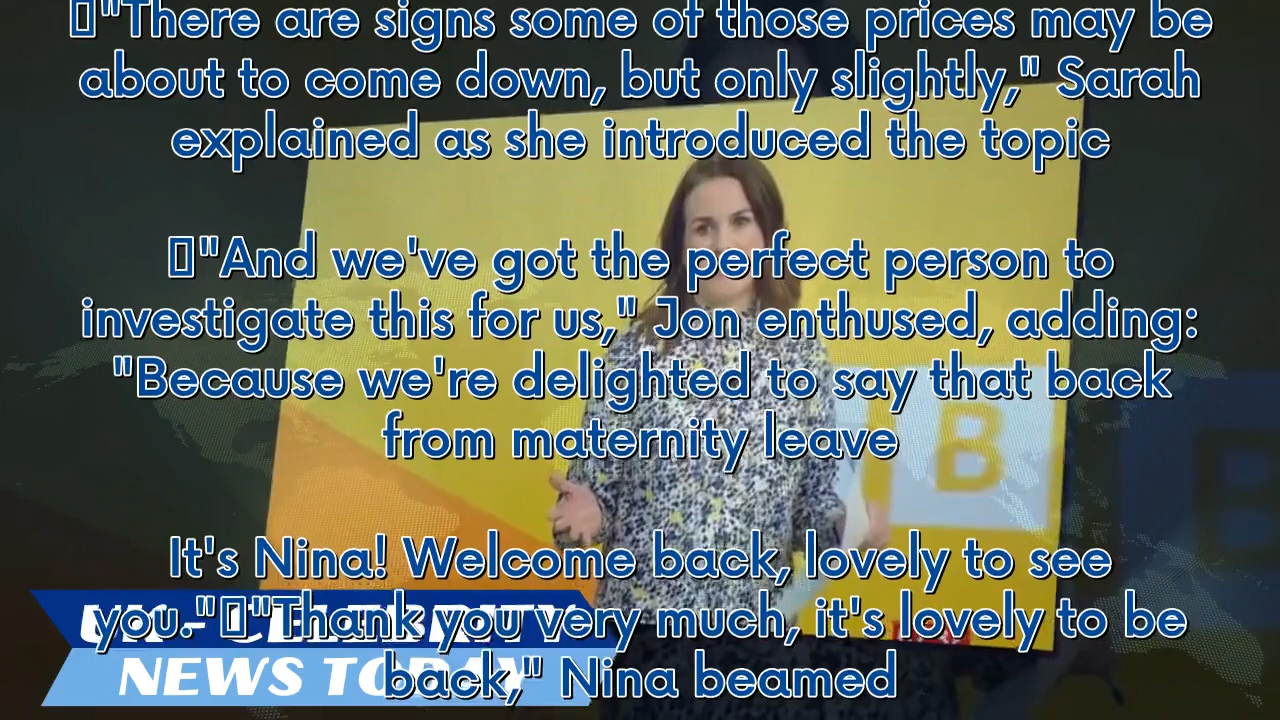 "There are signs some of those prices may be
about to come down, but only slightly," Sarah
explained as she introduced the topic
"And we've got the perfect person to
investigate this for us," Jon enthused, adding:
"Because we're delighted to say that back
from maternity leave
B
It's Nina! Welcome back, lovely to see
you." "Thank you very much, it's lovely to be
back," Nina beamed
UK - CELEBRITY
NEWS TODAY